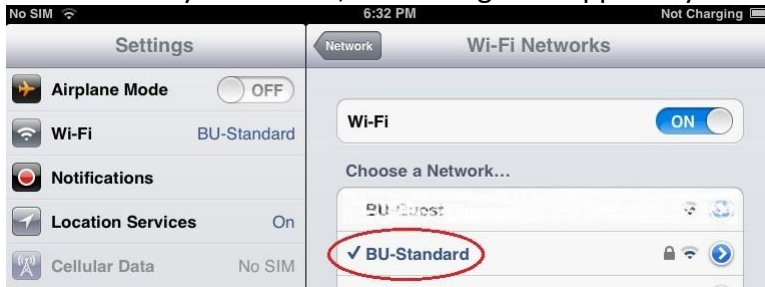 No SIM 6:32 PM Not Charging
Settings
Network Wi-Fi Networks
Airplane Mode OFF
Wi-Fi BU-Standard
Notifications
Location Services On
Cellular Data No SIM
Wi-Fi ON
Choose a Network...
✓ BU-Standard